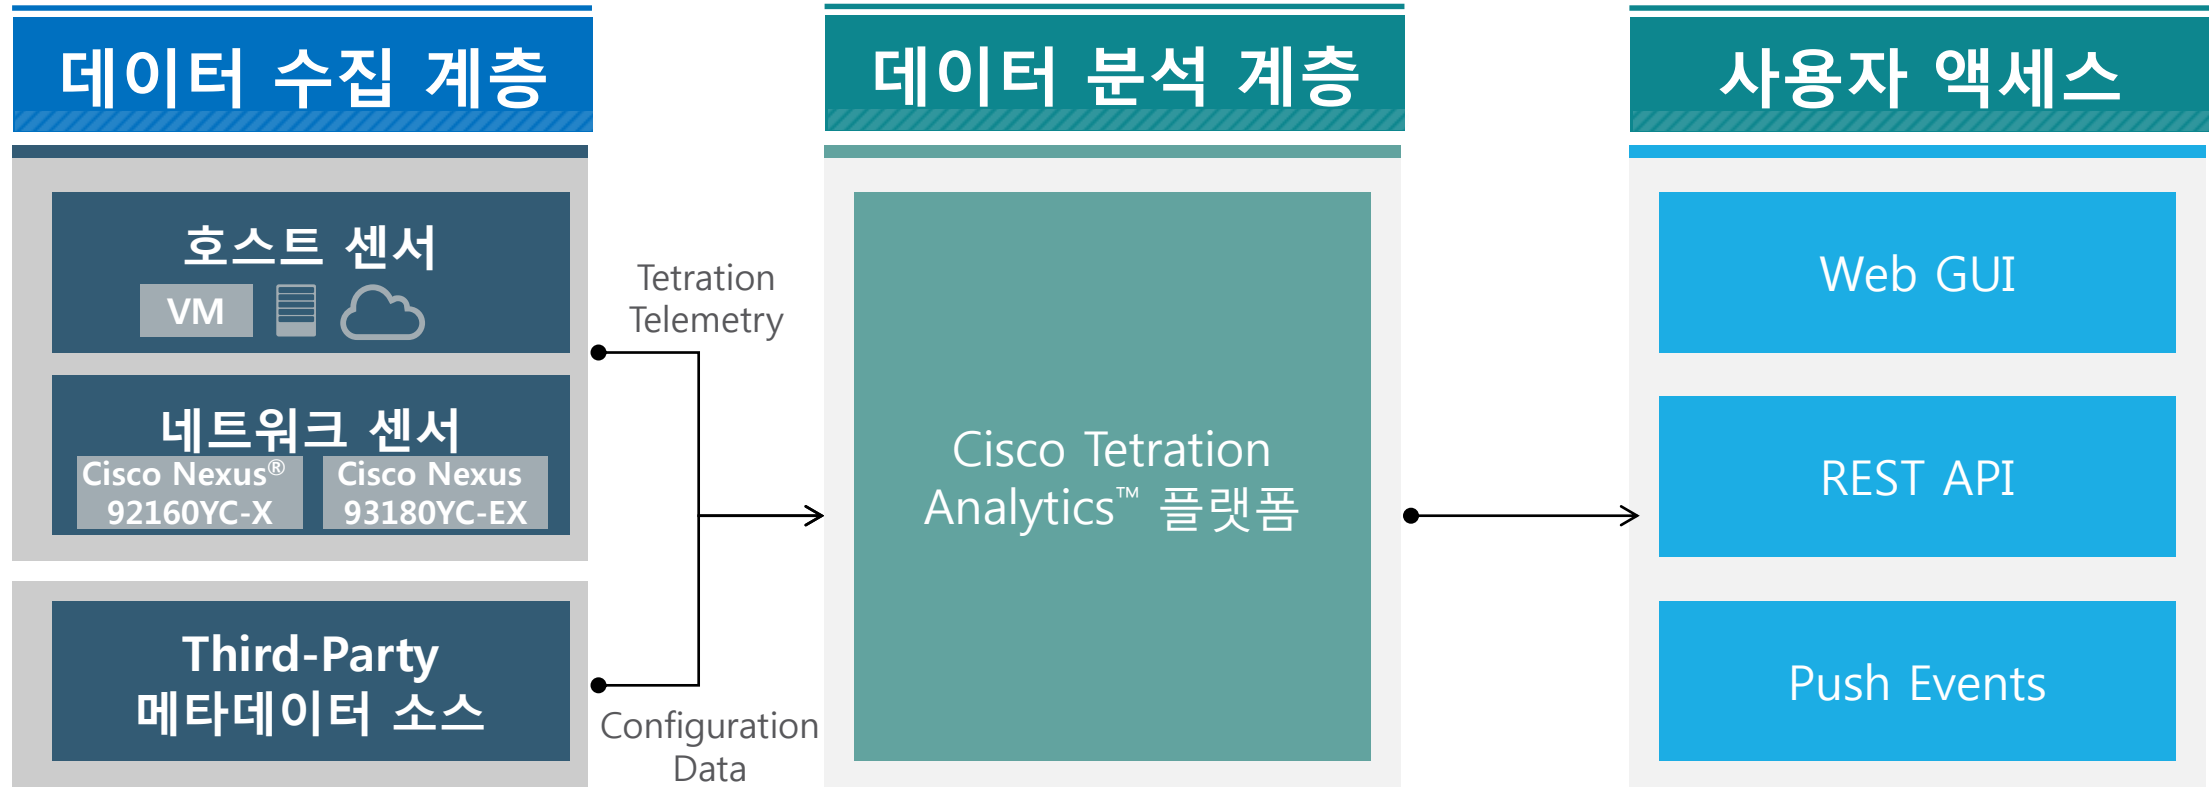 데이터 수집 계층
호스트 센서
VM
네트워크 센서
Cisco Nexus®
92160YC-X
Cisco Nexus
93180YC-EX
Third-Party
메타데이터 소스
Tetration
Telemetry
Configuration
Data
데이터 분석 계층
Cisco Tetration
Analytics™ 플랫폼
사용자 액세스
Web GUI
REST API
Push Events